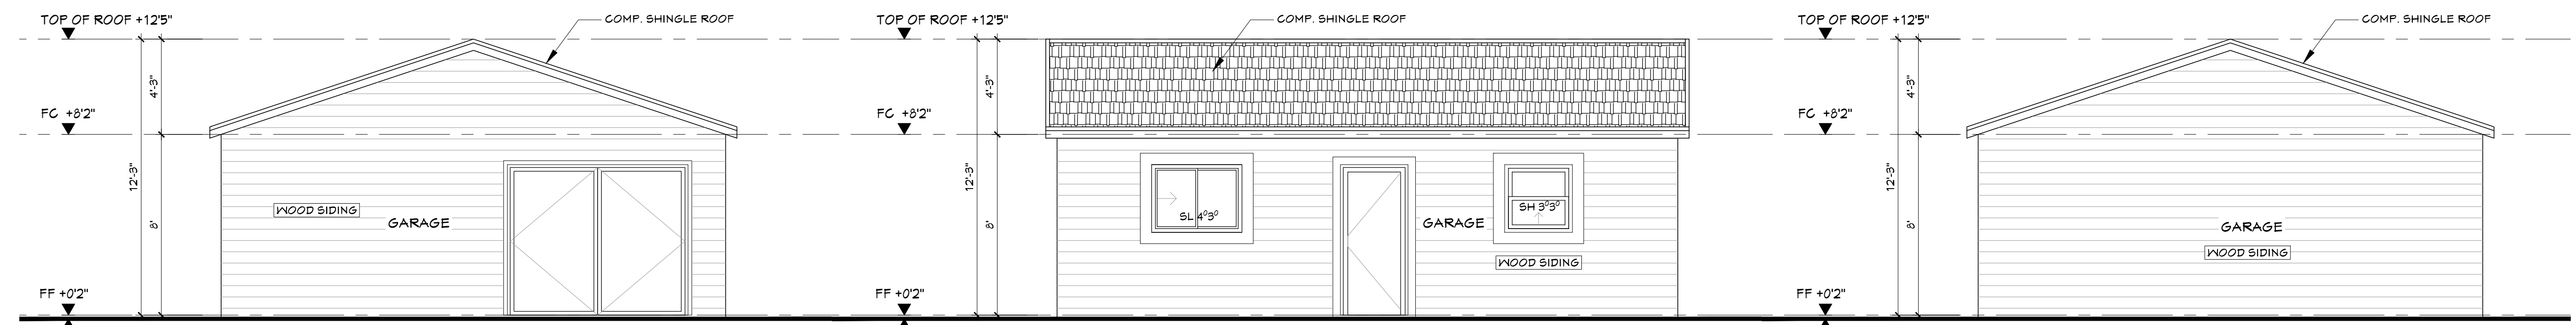 TOP OF ROOF +12'5"
COMP. SHINGLE ROOF
4'-3"
FC +8'2"
12'-3"
8'
WOOD SIDING
GARAGE
FF +0'2"
TOP OF ROOF +12'5"
COMP. SHINGLE ROOF
4'-3"
FC +8'2"
12'-3"
8'
SL 4⁰3⁰
GARAGE
SH 3⁰3⁰
WOOD SIDING
FF +0'2"
TOP OF ROOF +12'5"
COMP. SHINGLE ROOF
4'-3"
FC +8'2"
12'-3"
8'
GARAGE
WOOD SIDING
FF +0'2"